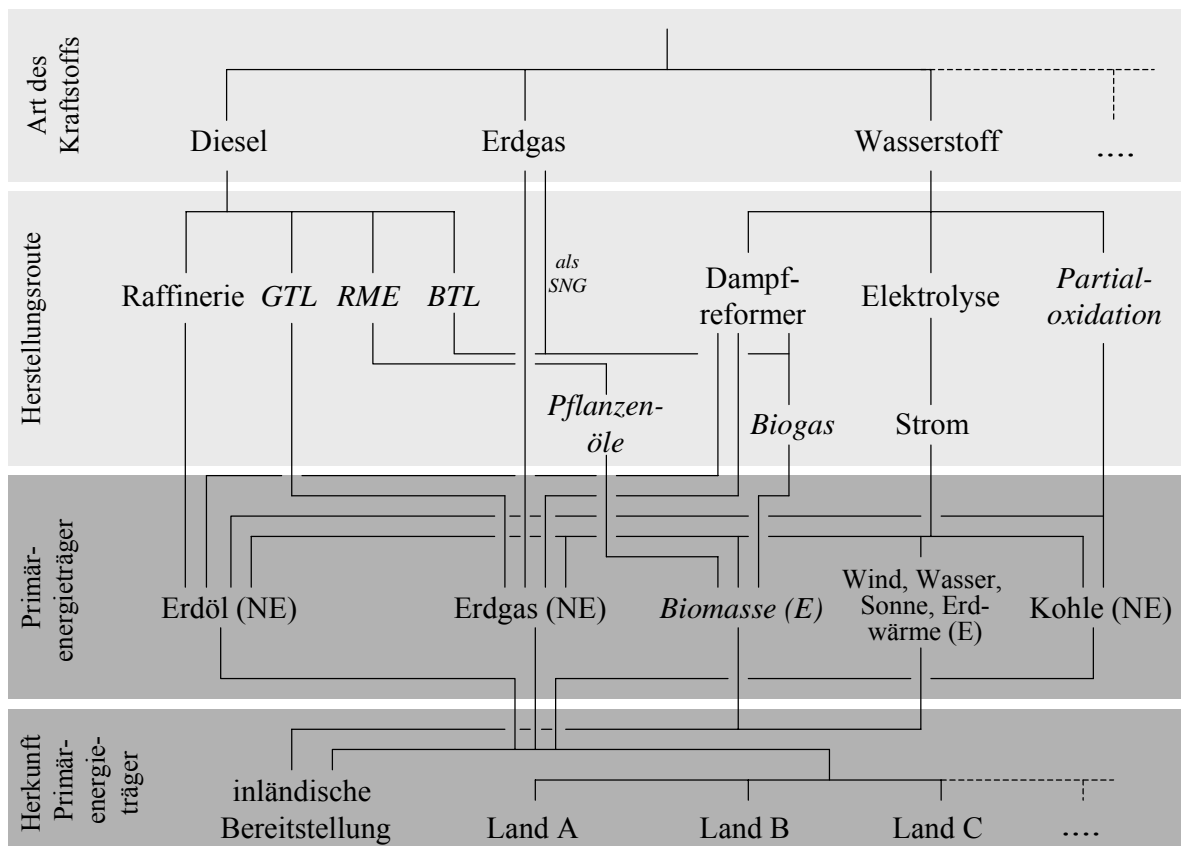 Art des
Kraftstoffs
Diesel
Erdgas
Wasserstoff
....
Herstellungsroute
Raffinerie
GTL
RME
BTL
als
SNG
Dampf-
reformer
Elektrolyse
Partial-
oxidation
Pflanzen-
öle
Biogas
Strom
Primär-
energieträger
Erdöl (NE)
Erdgas (NE)
Biomasse (E)
Wind, Wasser,
Sonne, Erd-
wärme (E)
Kohle (NE)
Herkunft
Primär-
energie-
träger
inländische
Bereitstellung
Land A
Land B
Land C
....